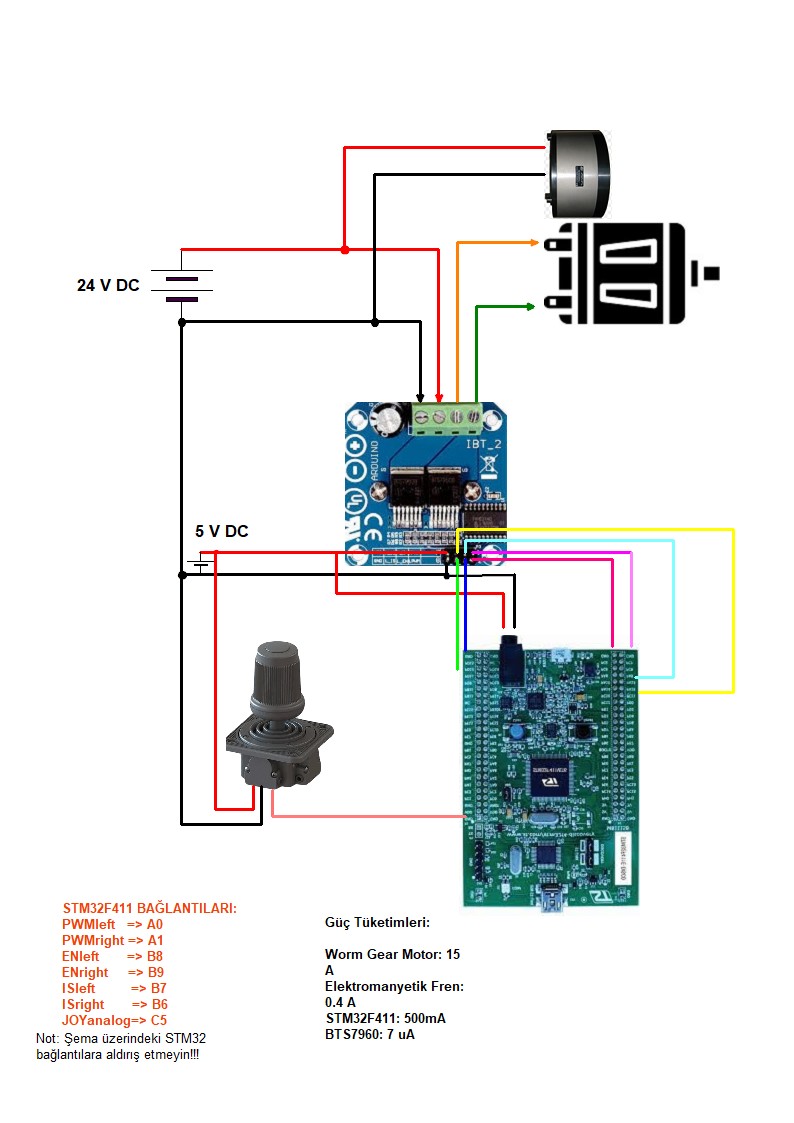 24 V DC
IBT_2
ARDUINO
5 V DC
STM32F411 BAĞLANTILARI:
PWMleft => A0
PWMright => A1
ENleft => B8
ENright => B9
ISleft => B7
ISright => B6
JOYanalog=> C5
Not: Şema üzerindeki STM32
bağlantılara aldırış etmeyin!!!
Güç Tüketimleri:
Worm Gear Motor: 15
A
Elektromanyetik Fren:
0.4 A
STM32F411: 500mA
BTS7960: 7 uA